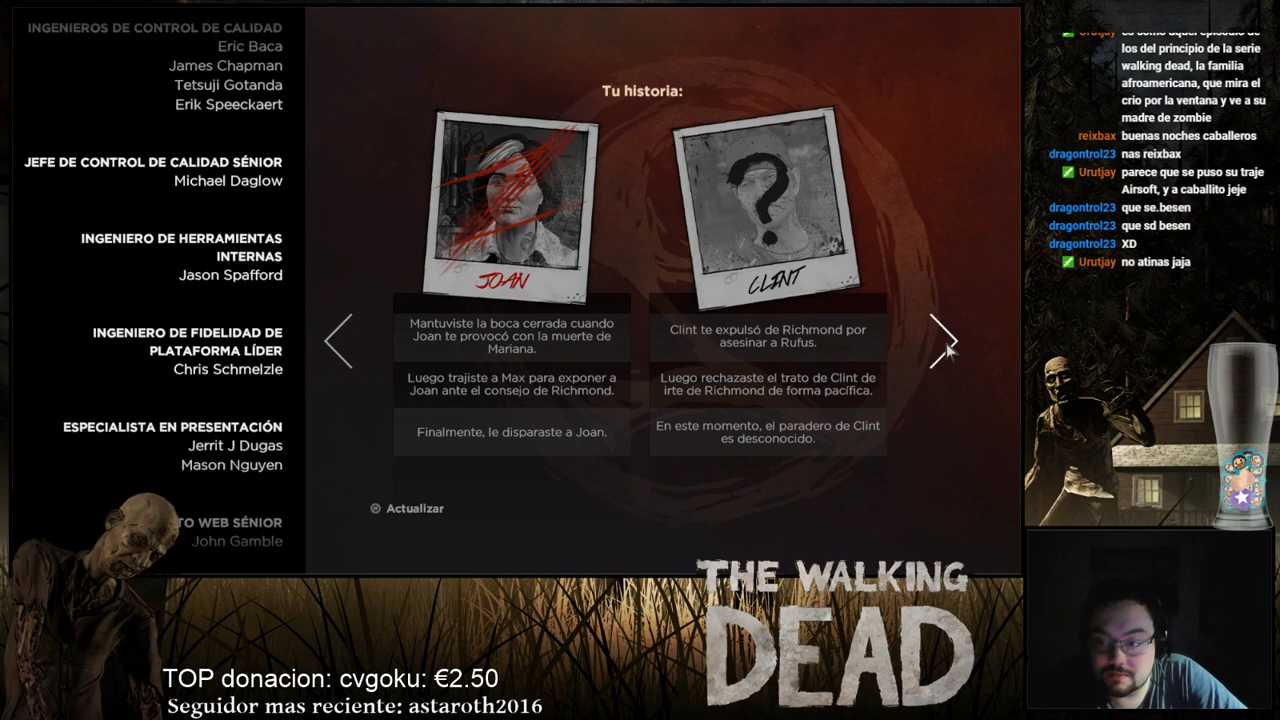 INGENIEROS DE CONTROL DE CALIDAD
Eric Baca
James Chapman
Tetsuji Gotanda
Erik Speeckaert
JEFE DE CONTROL DE CALIDAD SÉNIOR
Michael Daglow
INGENIERO DE HERRAMIENTAS
INTERNAS
Jason Spafford
INGENIERO DE FIDELIDAD DE
PLATAFORMA LÍDER
Chris Schmelzle
ESPECIALISTA EN PRESENTACIÓN
Jerrit J Dugas
Mason Nguyen
TO WEB SÉNIOR
John Gamble
Tu historia:
JOAN
Mantuviste la boca cerrada cuando
Joan te provocó con la muerte de
Mariana.
Luego trajiste a Max para exponer a
Joan ante el consejo de Richmond.
Finalmente, le disparaste a Joan.
?
CLINT
Clint te expulsó de Richmond por
asesinar a Rufus.
Luego rechazaste el trato de Clint de
irte de Richmond de forma pacífica.
En este momento, el paradero de Clint
es desconocido.
Actualizar
Urutjay es como aquel episodio de
los del principio de la serie
walking dead, la familia
afroamericana, que mira el
crio por la ventana y ve a su
madre de zombie
reixbax buenas noches caballeros
dragontrol23 nas reixbax
Urutjay parece que se puso su traje
Airsoft, y a caballito jeje
dragontrol23 que se.besen
dragontrol23 que sd besen
dragontrol23 XD
Urutjay no atinas jaja
THE WALKING
DEAD
TOP donacion: cvgoku: €2.50
Seguidor mas reciente: astaroth2016